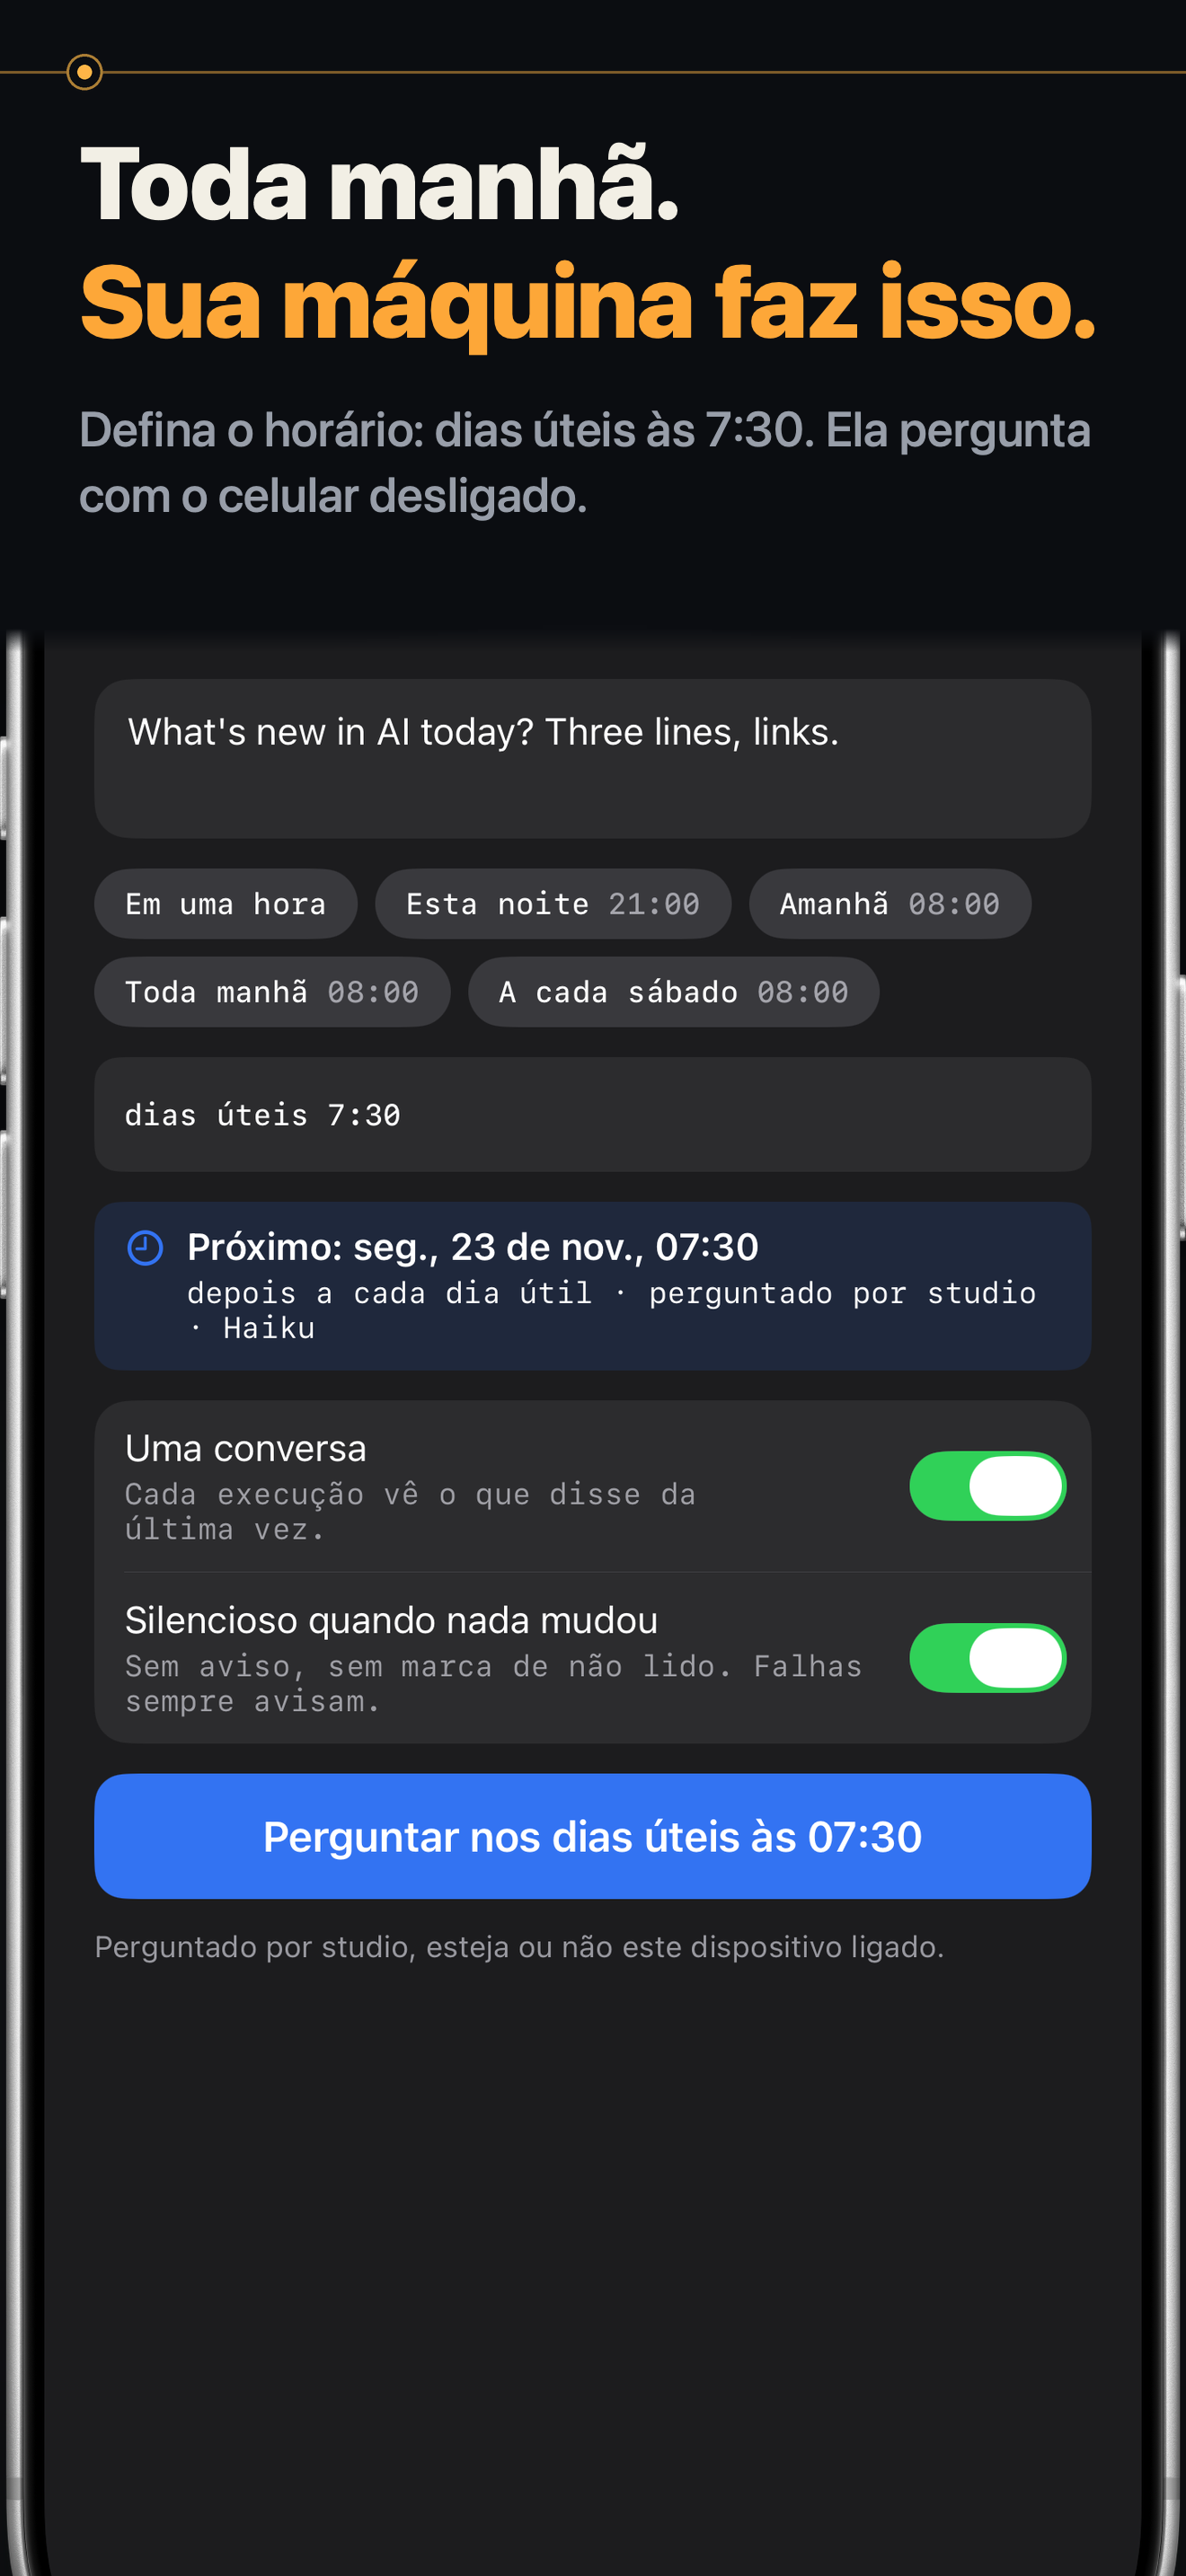 Toda manhã.
Sua máquina faz isso.
Defina o horário: dias úteis às 7:30. Ela pergunta
com o celular desligado.
What's new in AI today? Three lines, links.
Em uma hora
Esta noite 21:00
Amanhã 08:00
Toda manhã 08:00
A cada sábado 08:00
dias úteis 7:30
Próximo: seg., 23 de nov., 07:30
depois a cada dia útil · perguntado por studio
· Haiku
Uma conversa
Cada execução vê o que disse da
última vez.
Silencioso quando nada mudou
Sem aviso, sem marca de não lido. Falhas
sempre avisam.
Perguntar nos dias úteis às 07:30
Perguntado por studio, esteja ou não este dispositivo ligado.